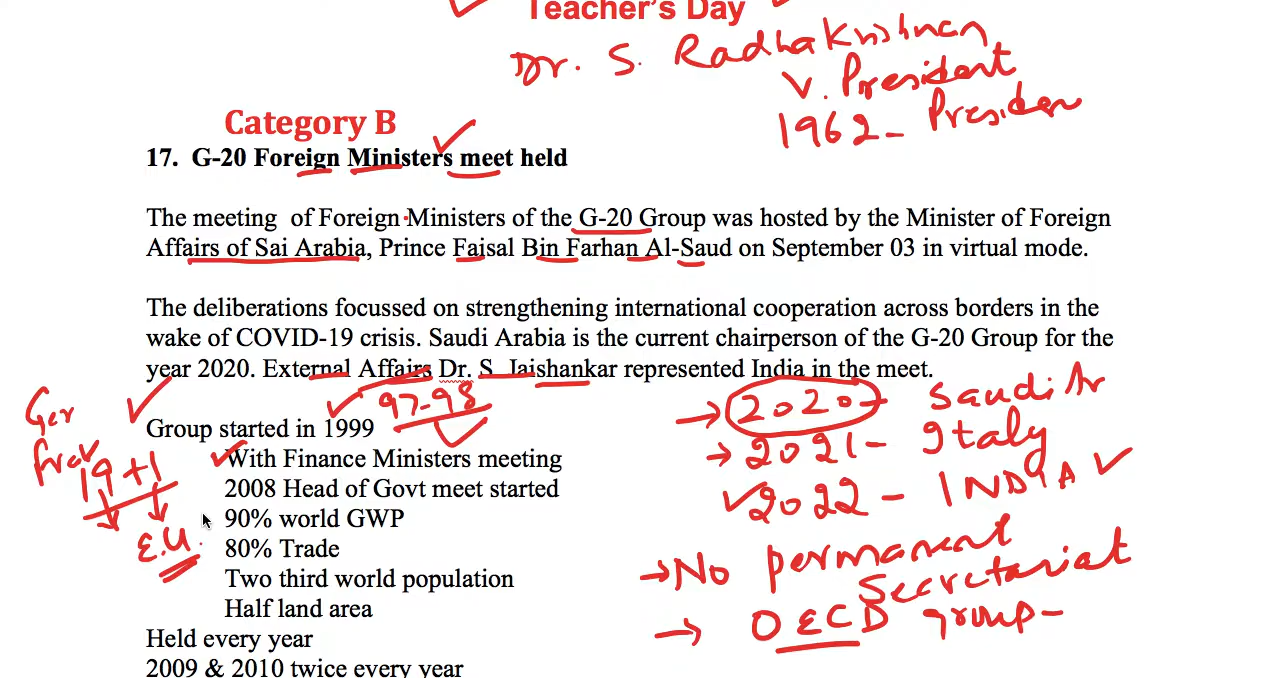 Teacher's Day
Dr. S. Radhakrishnan
V. President
1962 - Presiden
Category B
17. G-20 Foreign Ministers meet held
The meeting of Foreign Ministers of the G-20 Group was hosted by the Minister of Foreign
Affairs of Sai Arabia, Prince Faisal Bin Farhan Al-Saud on September 03 in virtual mode.
The deliberations focussed on strengthening international cooperation across borders in the
wake of COVID-19 crisis. Saudi Arabia is the current chairperson of the G-20 Group for the
year 2020. External Affairs Dr. S Jaishankar represented India in the meet.
97-98
Group started in 1999
With Finance Ministers meeting
2008 Head of Govt meet started
90% world GWP
80% Trade
Two third world population
Half land area
Held every year
2009 & 2010 twice every year
Ger
19 + 1
E.U.
→ 2020 - Saudi Ar
→ 2021 - Italy
2022 - INDIA
→ No permanent
Secretariat
→ OECD group -